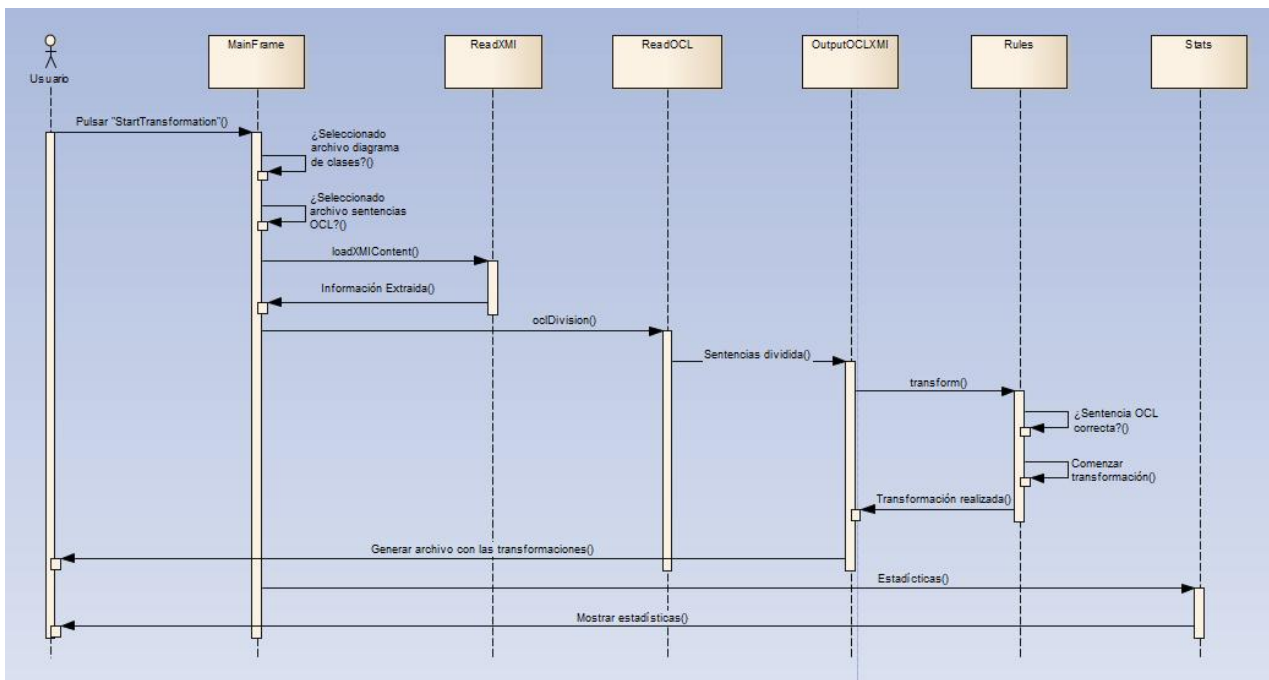 MainFrame
ReadXMI
ReadOCL
OutputOCLXMI
Rules
Stats
Usuario
Pulsar "StartTransformation"()
¿Seleccionado
archivo diagrama
de clases?()
¿Seleccionado
archivo sentencias
OCL?()
loadXMIContent()
Información Extraida()
oclDivision()
Sentencias dividida()
transform()
¿Sentencia OCL
correcta?()
Comenzar
transformación()
Transformación realizada()
Generar archivo con las transformaciones()
Estadícticas()
Mostrar estadísticas()